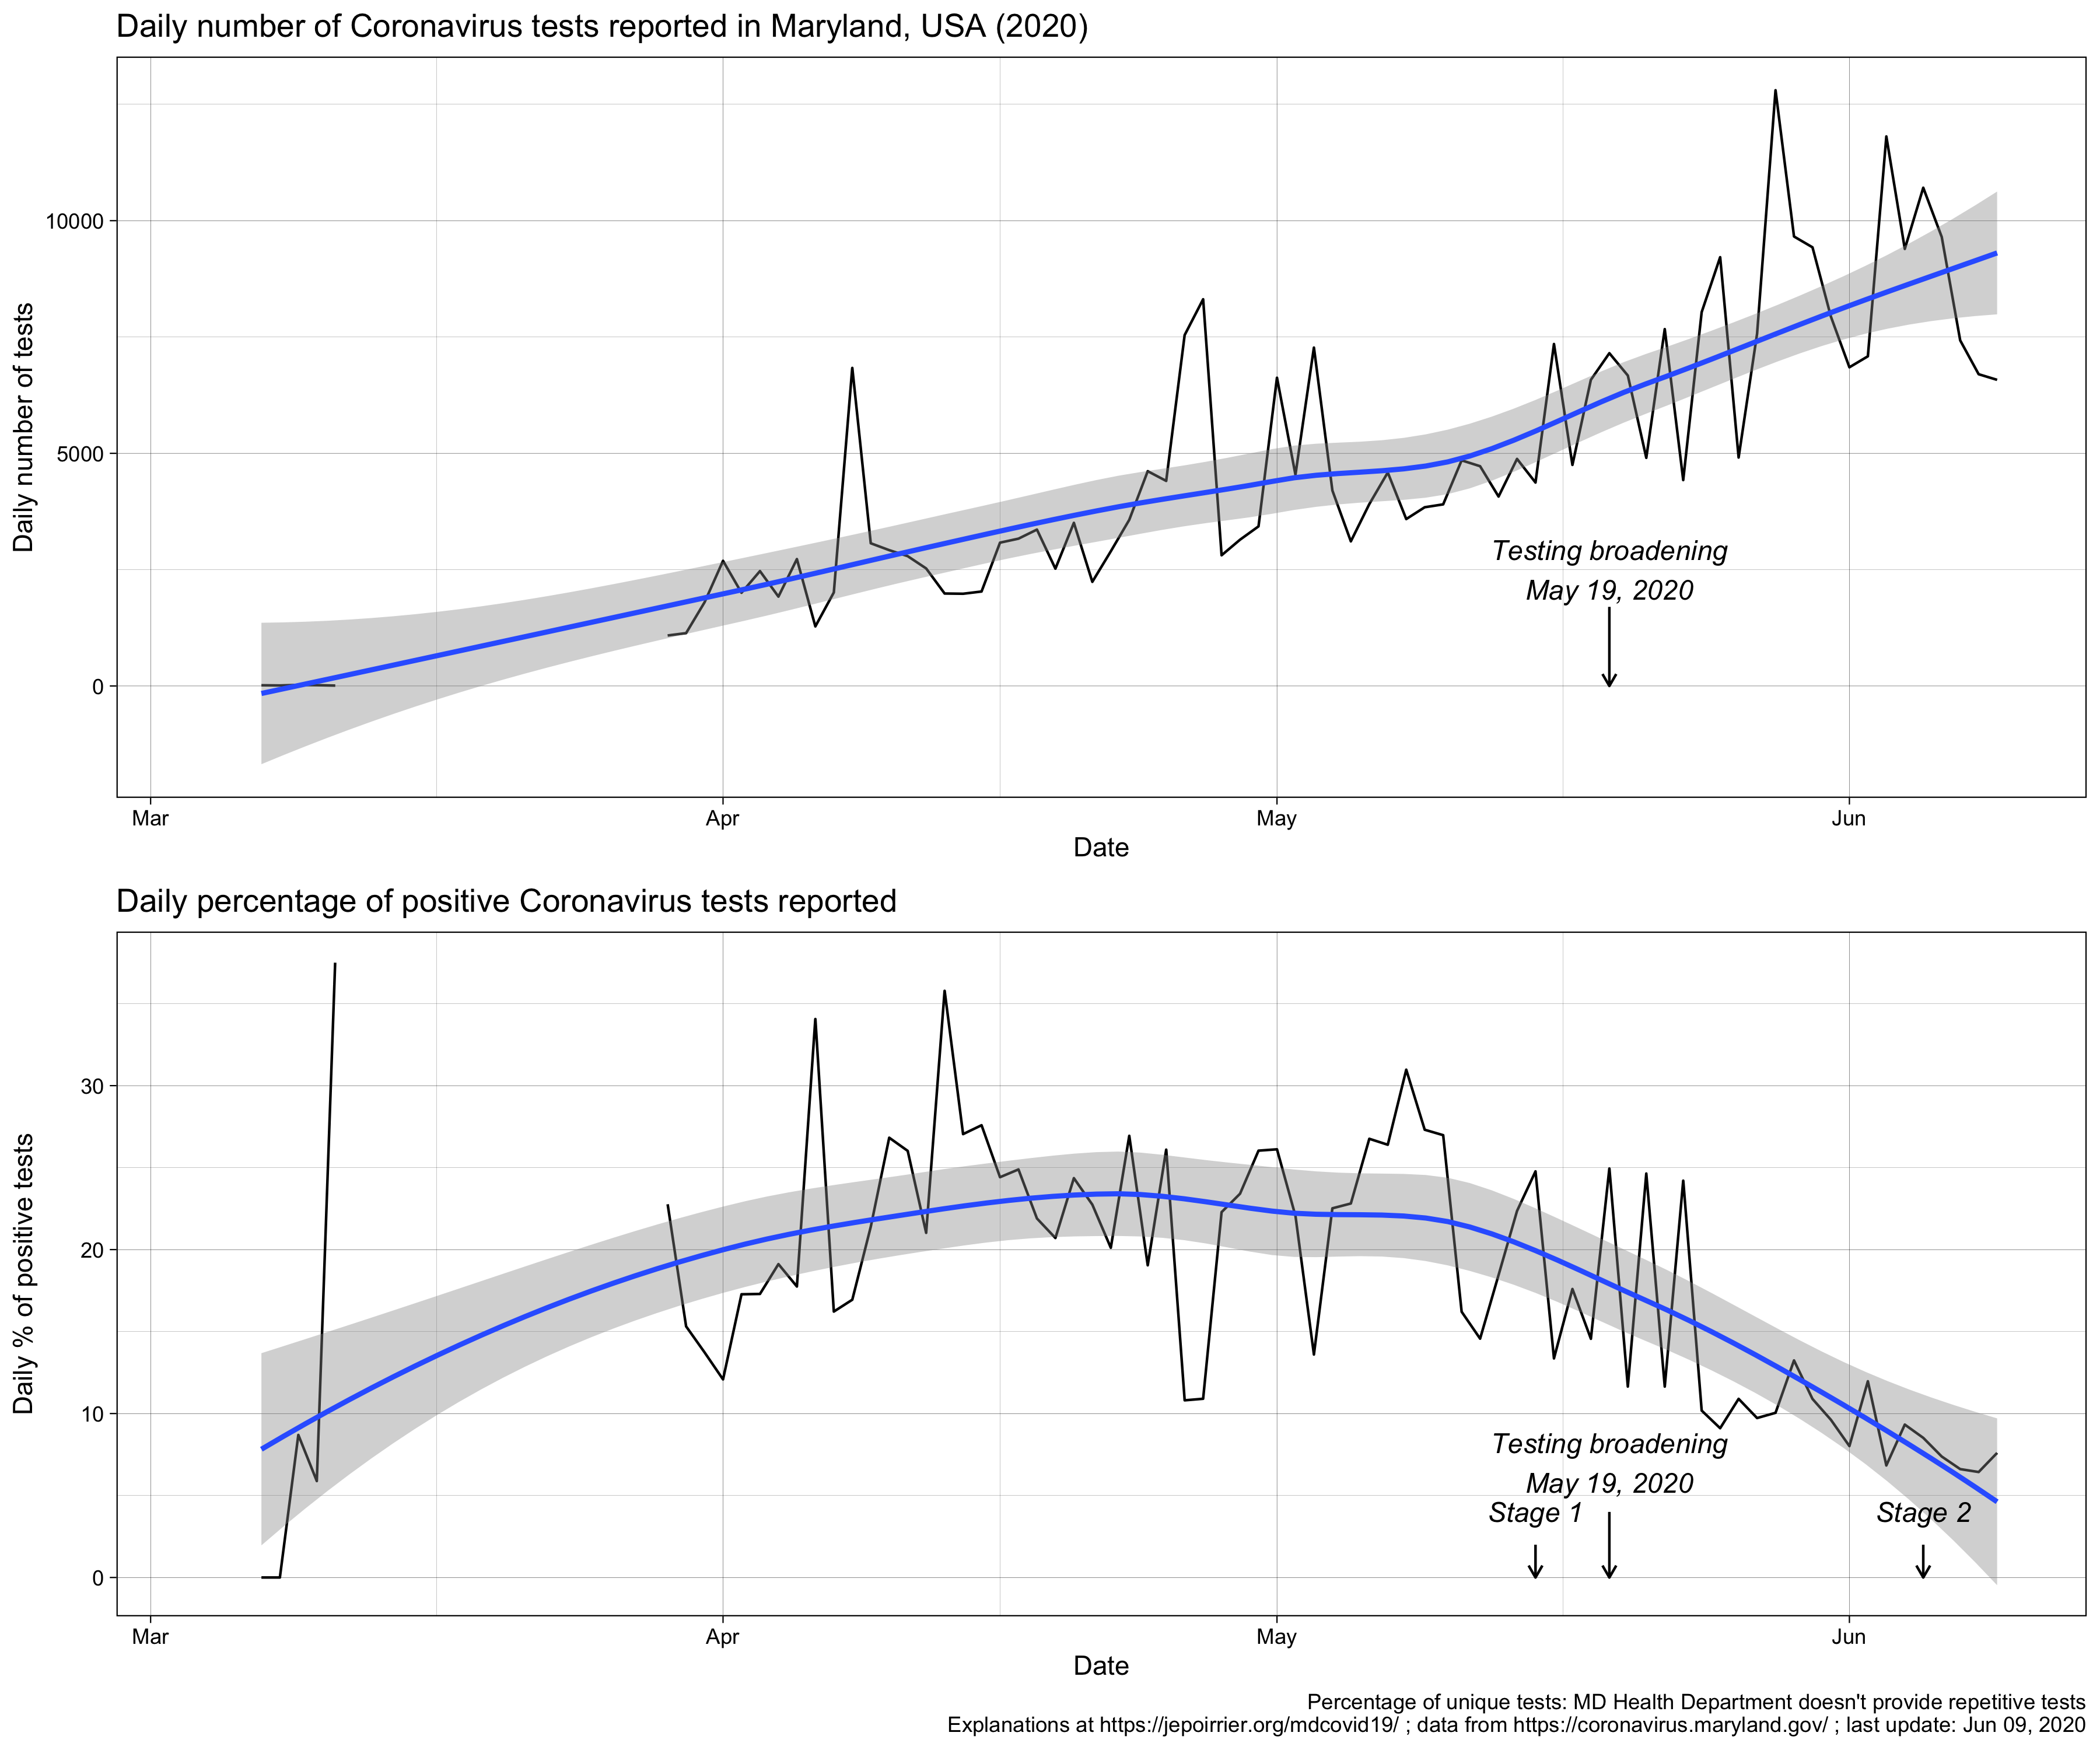 Daily number of Coronavirus tests reported in Maryland, USA (2020)
Daily number of tests
10000
5000
0
Testing broadening
May 19, 2020
Mar
Apr
May
Jun
Date
Daily percentage of positive Coronavirus tests reported
Daily % of positive tests
30
20
10
0
Testing broadening
May 19, 2020
Stage 1
Stage 2
Mar
Apr
May
Jun
Date
Percentage of unique tests: MD Health Department doesn't provide repetitive tests
Explanations at https://jepoirrier.org/mdcovid19/ ; data from https://coronavirus.maryland.gov/ ; last update: Jun 09, 2020